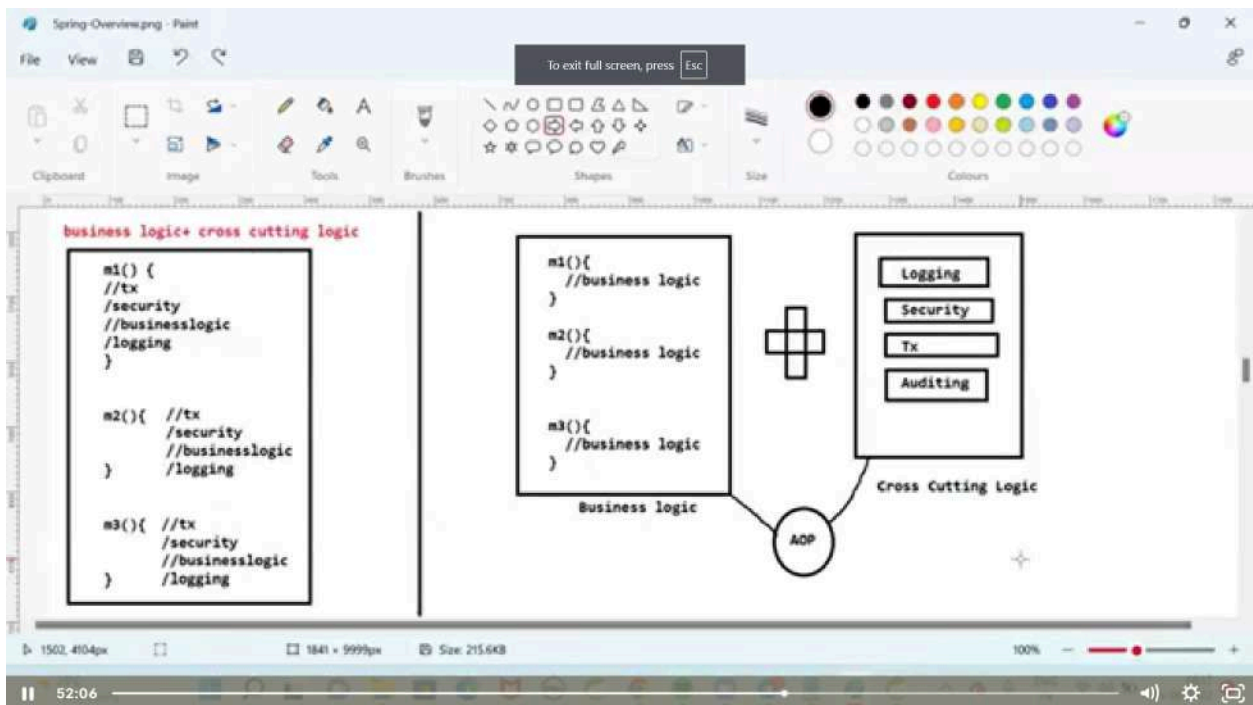 Spring-Overview.png - Paint
File View
To exit full screen, press Esc
A
Clipboard Image Tools Brushes Shapes Size Colours
business logic+ cross cutting logic
m1() {
//tx
/security
//businesslogic
/logging
}
m2(){ //tx
/security
//businesslogic
} /logging
m3(){ //tx
/security
//businesslogic
} /logging
m1(){
//business logic
}
m2(){
//business logic
}
m3(){
//business logic
}
Business logic
AOP
Logging
Security
Tx
Auditing
Cross Cutting Logic
1502, 4104px 1841 × 9999px Size: 215.6KB 100%
52:06